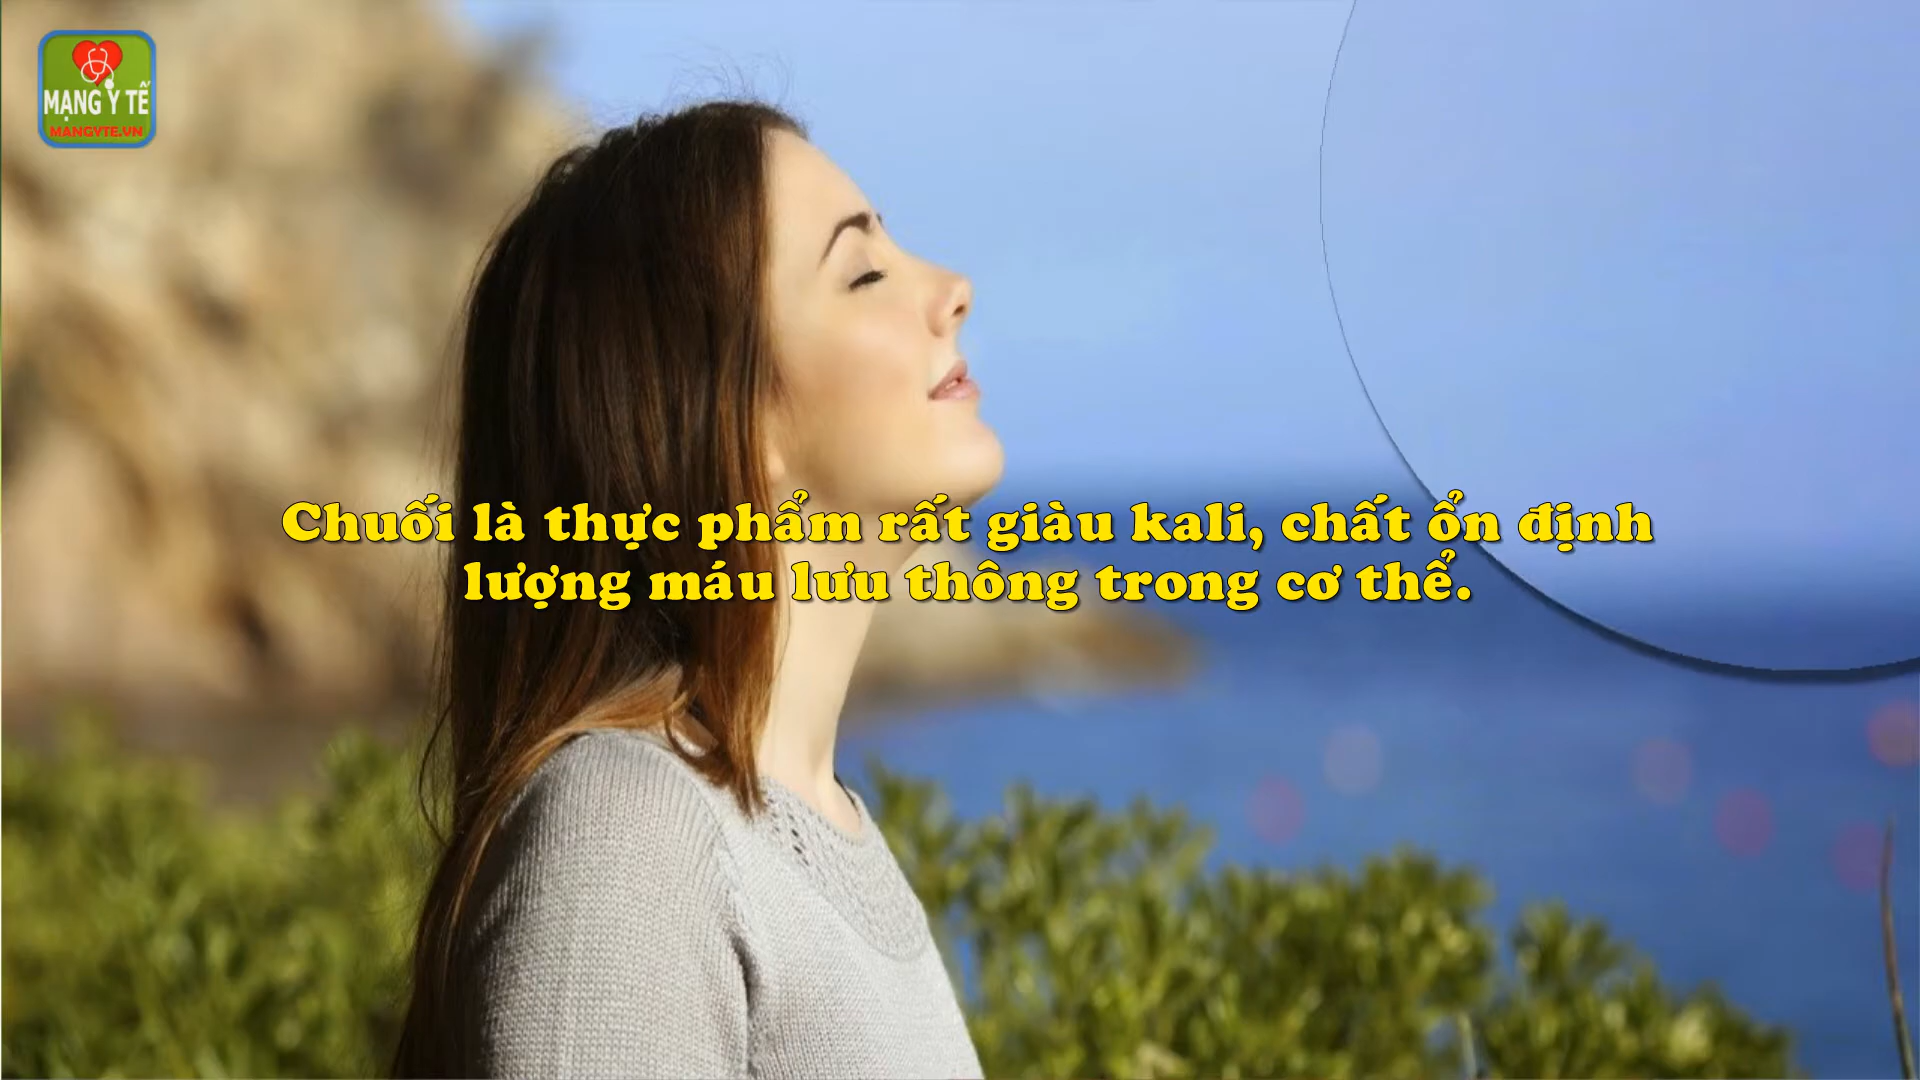 MẠNG Y TẾ
MANGYTE.VN
Chuối là thực phẩm rất giàu kali, chất ổn định
lượng máu lưu thông trong cơ thể.